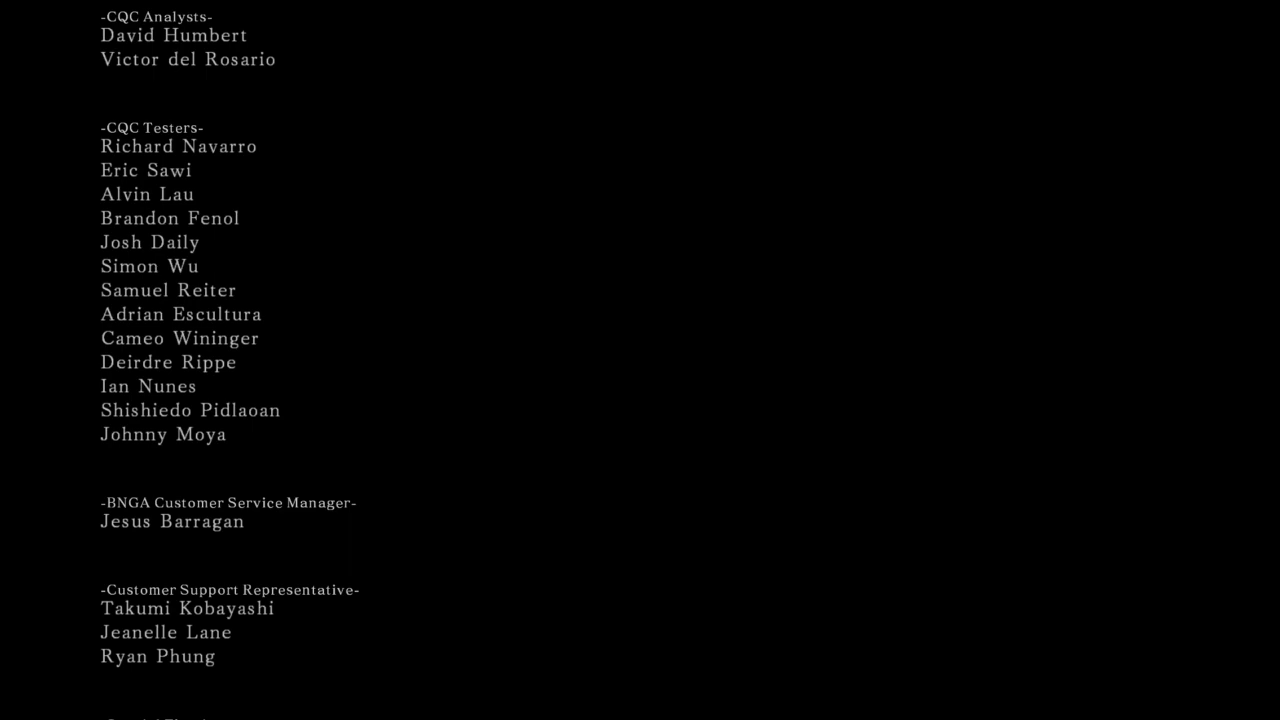 -CQC Analysts-
David Humbert
Victor del Rosario
-CQC Testers-
Richard Navarro
Eric Sawi
Alvin Lau
Brandon Fenol
Josh Daily
Simon Wu
Samuel Reiter
Adrian Escultura
Cameo Wininger
Deirdre Rippe
Ian Nunes
Shishiedo Pidlaoan
Johnny Moya
-BNGA Customer Service Manager-
Jesus Barragan
-Customer Support Representative-
Takumi Kobayashi
Jeanelle Lane
Ryan Phung